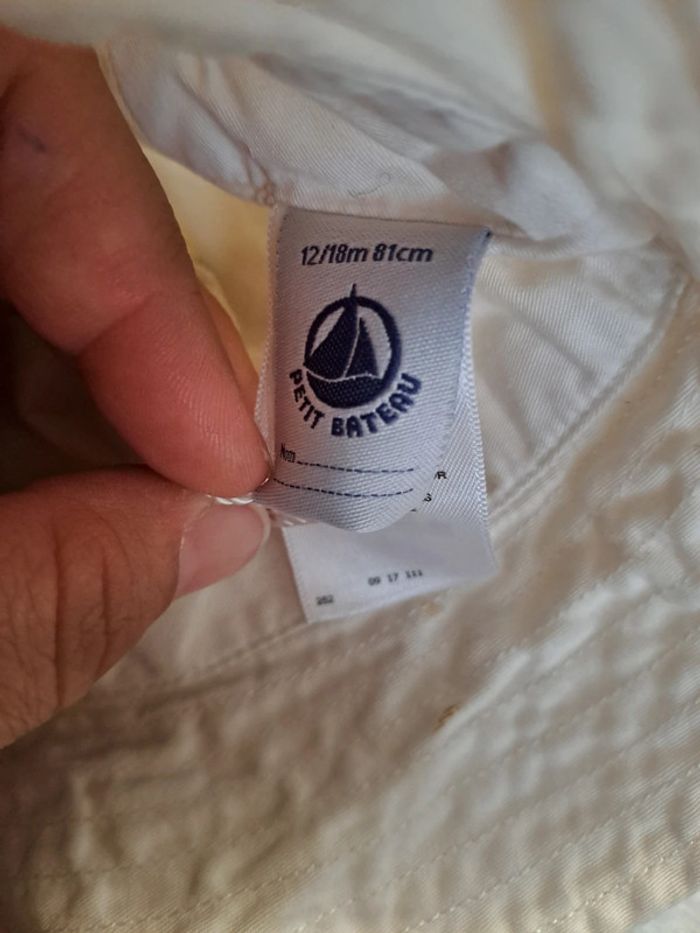 12/18m 81cm
PETIT BATEAU
Nom
R
09 17 111
282